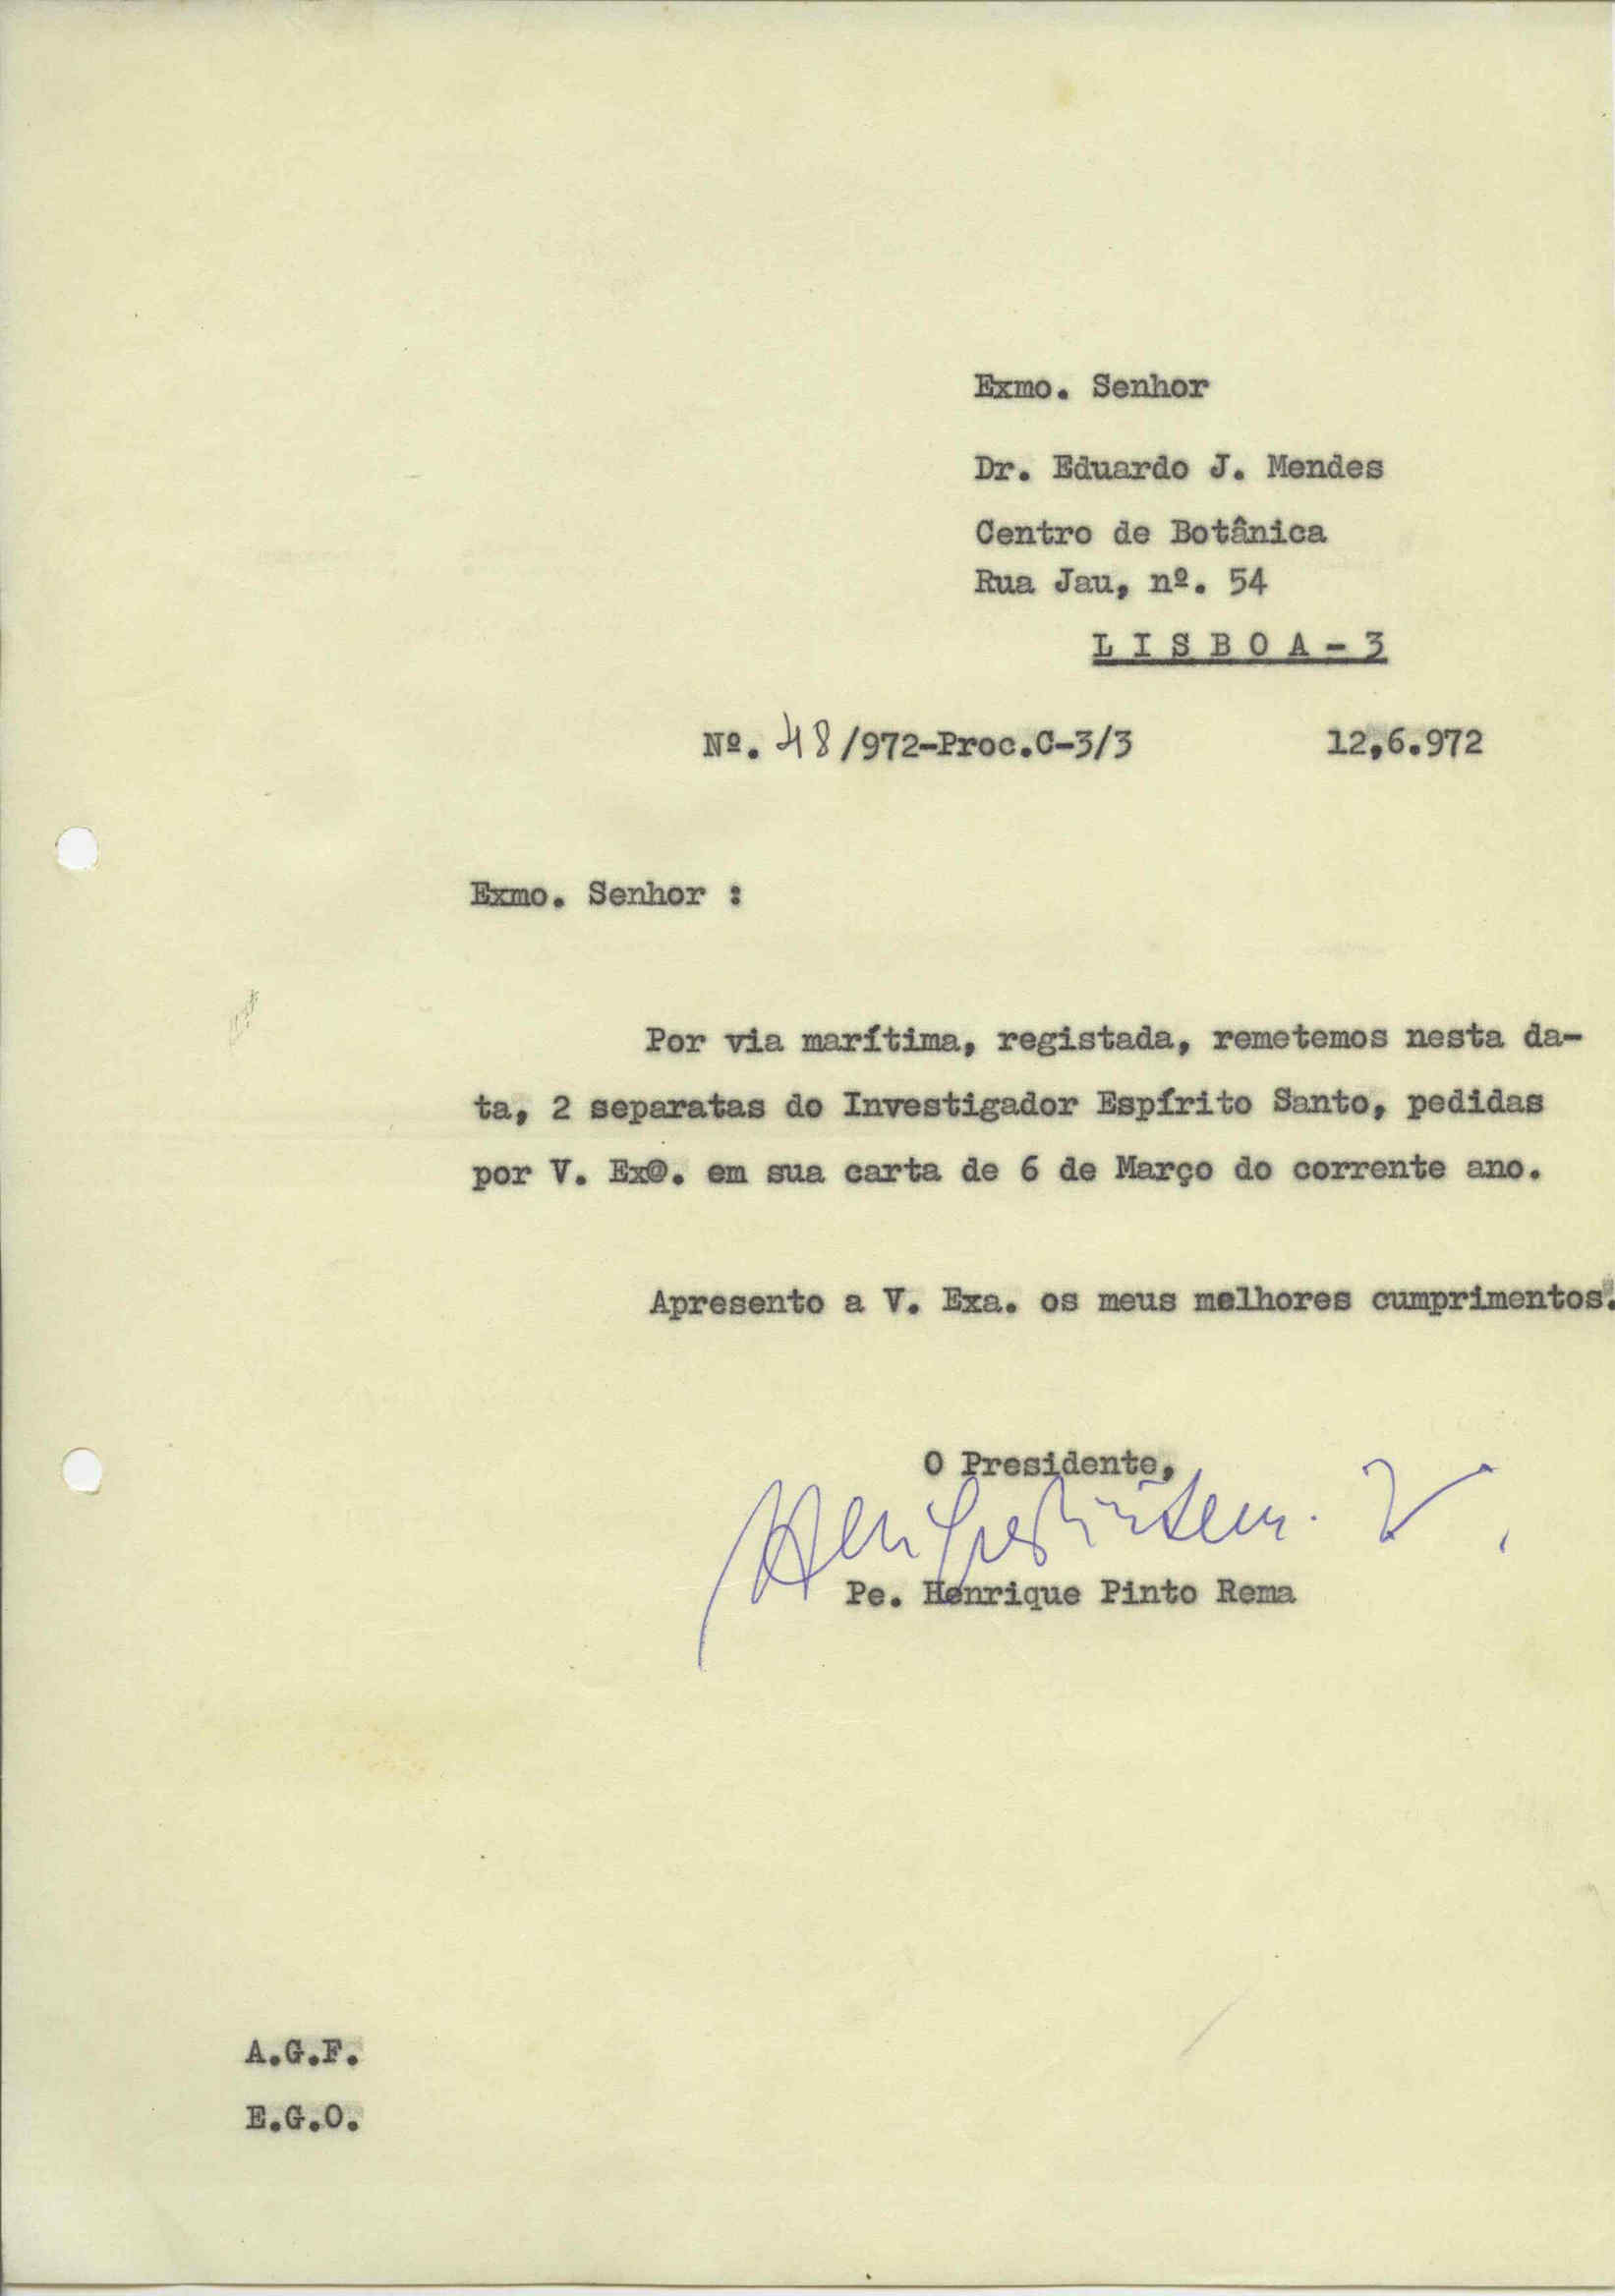 Exmo. Senhor
Dr. Eduardo J. Mendes
Centro de Botânica
Rua Jau, nº. 54
L I S B O A - 3
Nº. 48/972-Proc.C-3/3 12,6.972
Exmo. Senhor :
Por via marítima, registada, remetemos nesta da-
ta, 2 separatas do Investigador Espírito Santo, pedidas
por V. Ex@. em sua carta de 6 de Março do corrente ano.
Apresento a V. Exa. os meus melhores cumprimentos.
O Presidente,
Pe. Henrique Pinto Rema
A.G.F.
E.G.O.